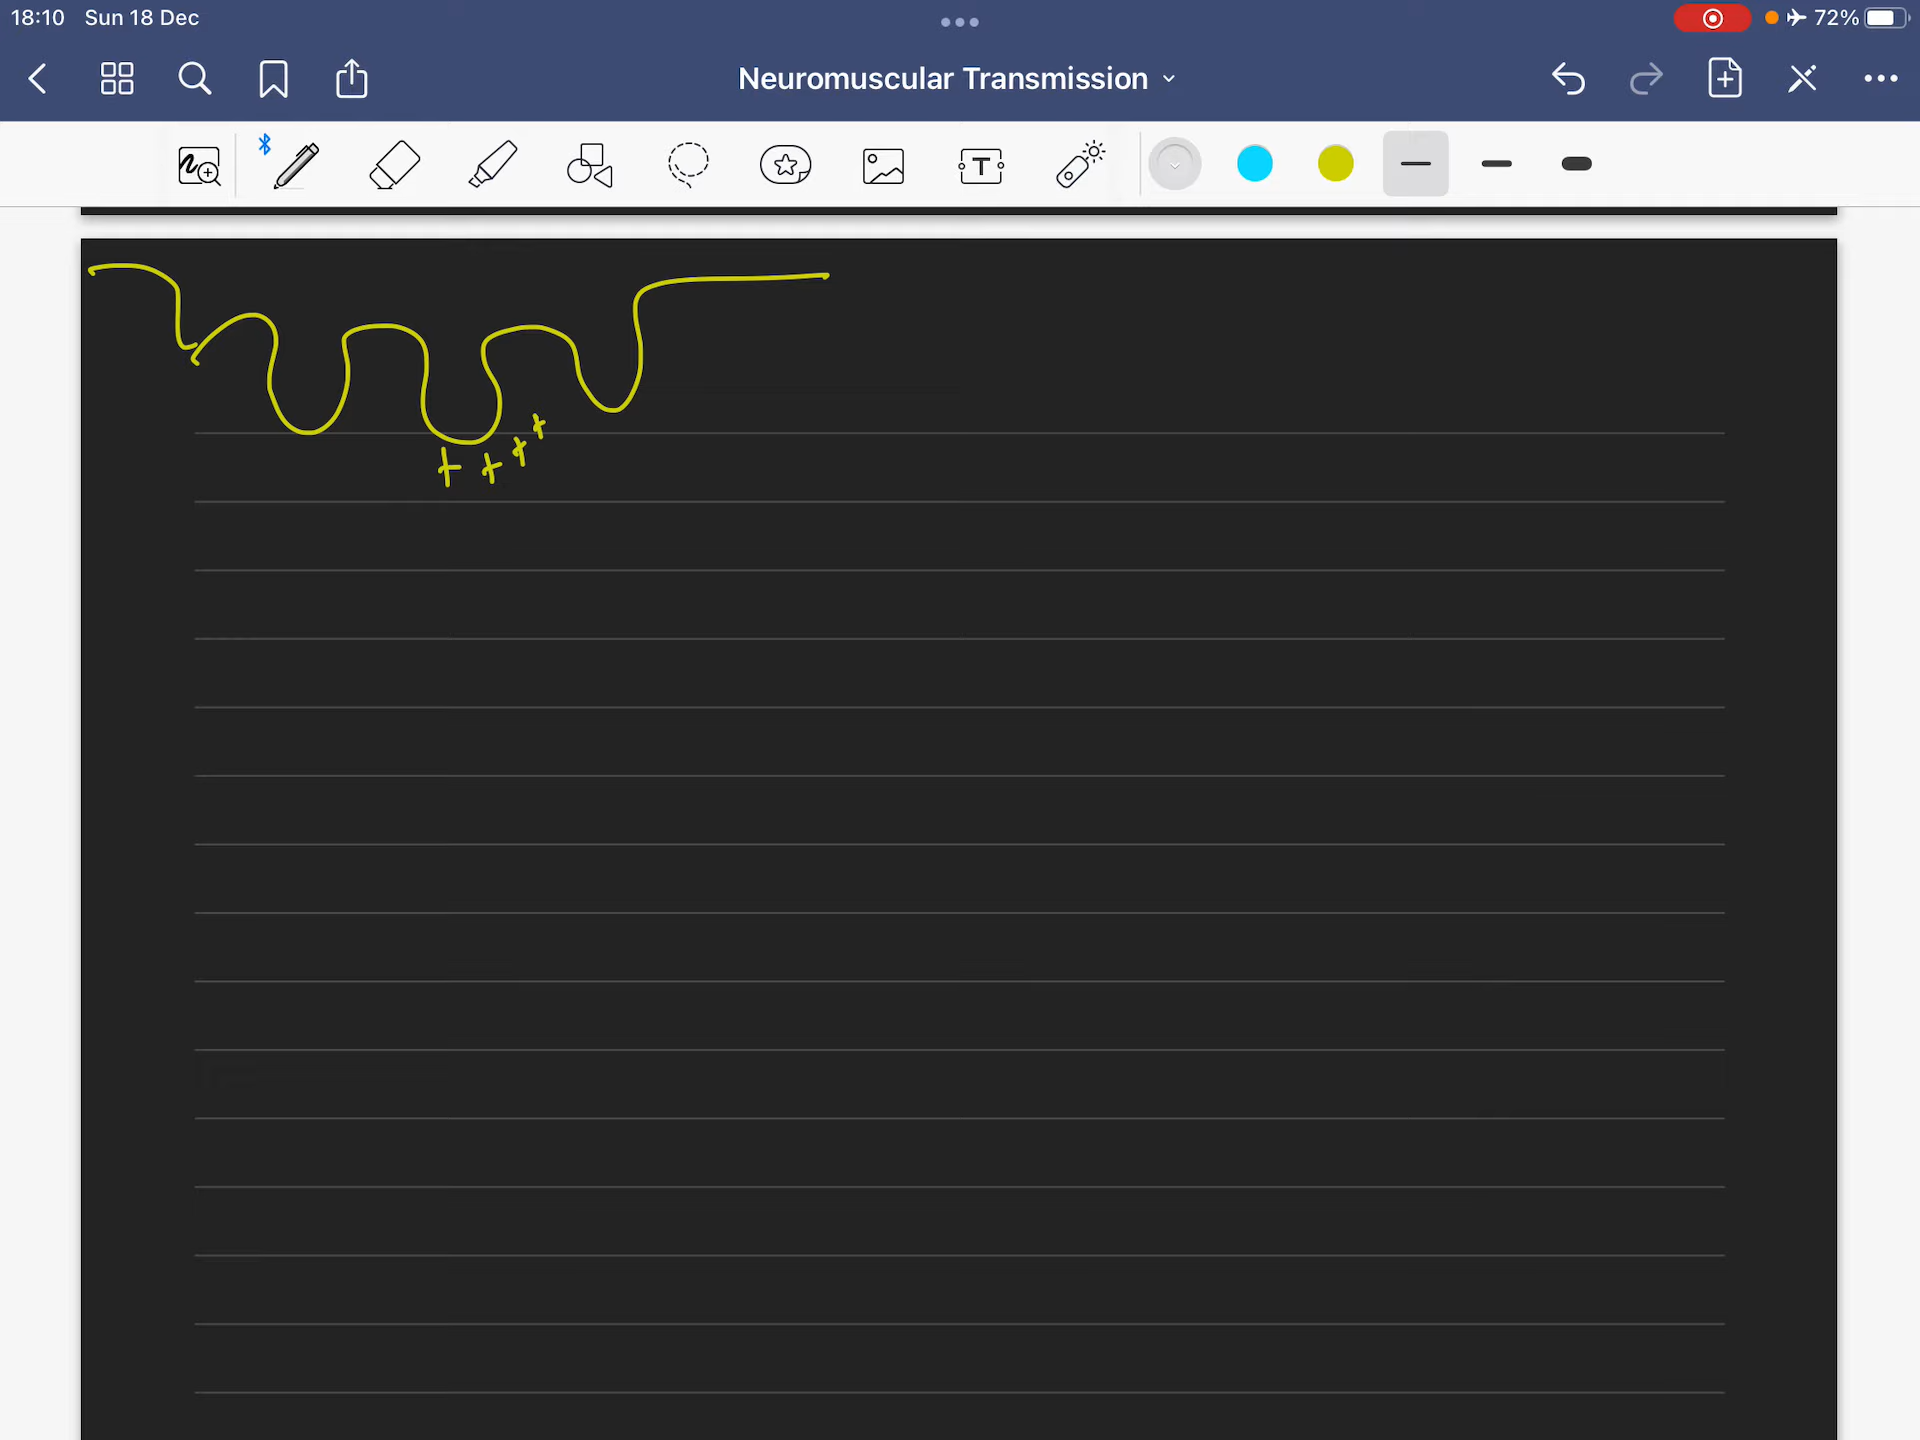 18:10 Sun 18 Dec 72%
Neuromuscular Transmission
T
+ + + +